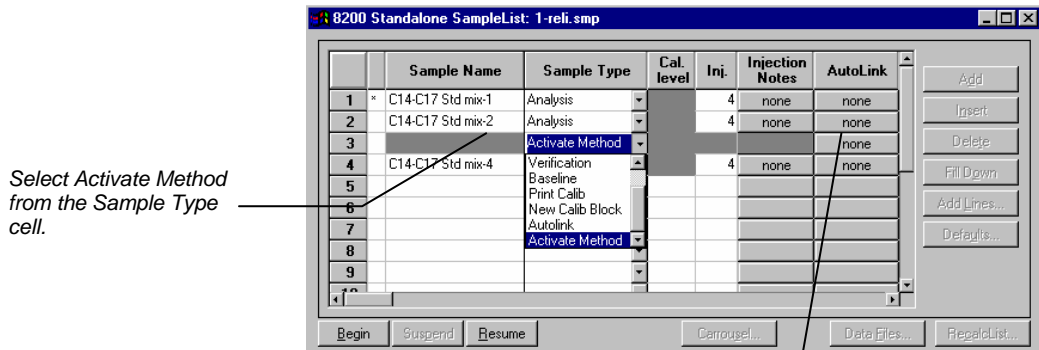 8200 Standalone SampleList: 1-reli.smp
Sample Name Sample Type Cal. level Inj. Injection Notes AutoLink
1 * C14-C17 Std mix-1 Analysis 4 none none
2 C14-C17 Std mix-2 Analysis 4 none none
3 Activate Method none
4 C14-C17 Std mix-4 Verification 4 none none
5 Baseline
Print Calib
6 New Calib Block
7 Autolink
Activate Method
8
9
10
Add
Insert
Delete
Fill Down
Add Lines...
Defaults...
Select Activate Method
from the Sample Type
cell.
Begin Suspend Resume Carrousel... Data Files... RecalcList...